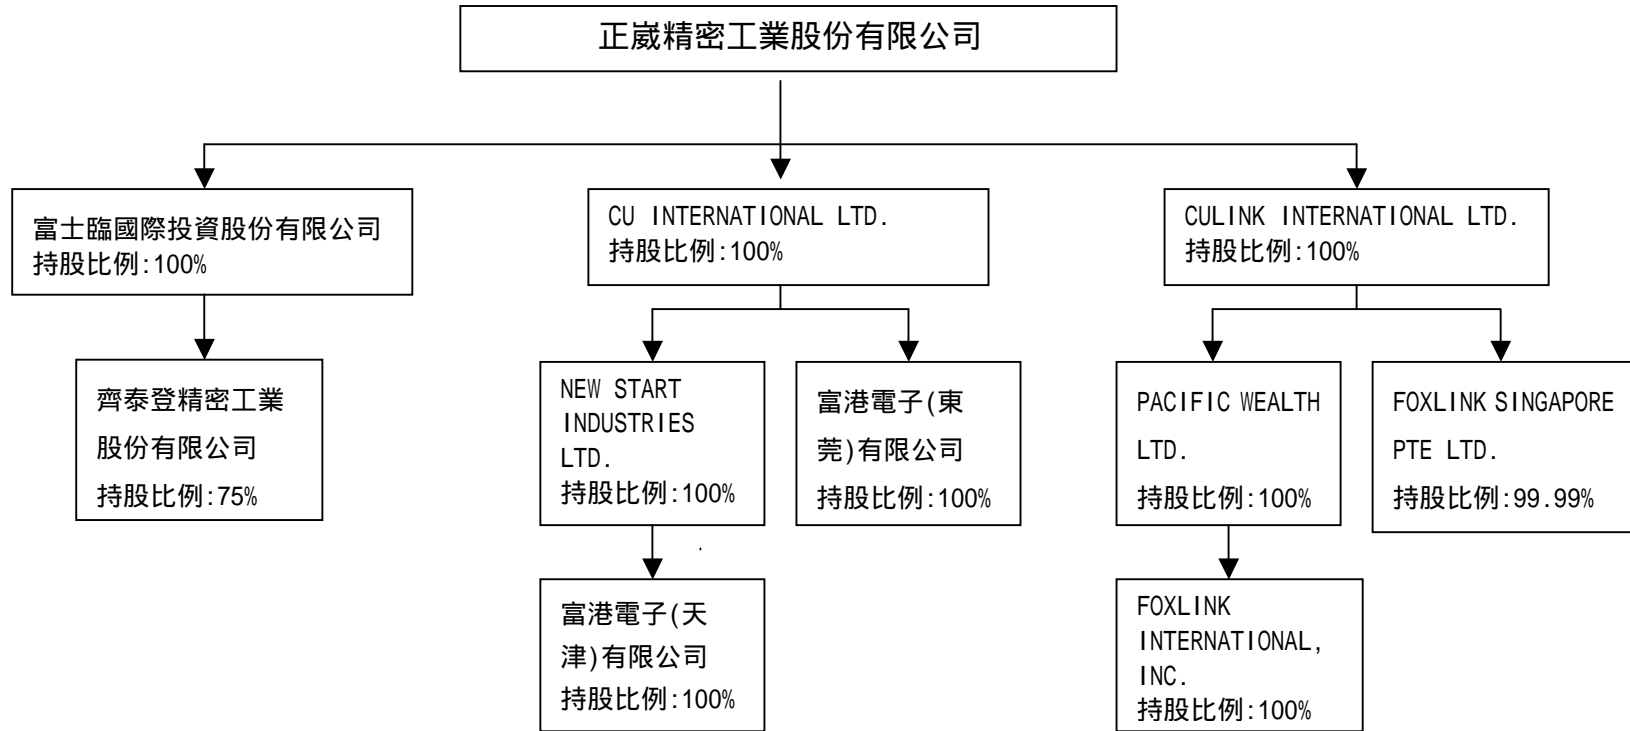 正崴精密工業股份有限公司
富士臨國際投資股份有限公司
持股比例:100%
CU INTERNATIONAL LTD.
持股比例:100%
CULINK INTERNATIONAL LTD.
持股比例:100%
齊泰登精密工業
股份有限公司
持股比例:75%
NEW START
INDUSTRIES
LTD.
持股比例:100%
富港電子(東
莞)有限公司
持股比例:100%
PACIFIC WEALTH
LTD.
持股比例:100%
FOXLINK SINGAPORE
PTE LTD.
持股比例:99.99%
富港電子(天
津)有限公司
持股比例:100%
FOXLINK
INTERNATIONAL,
INC.
持股比例:100%